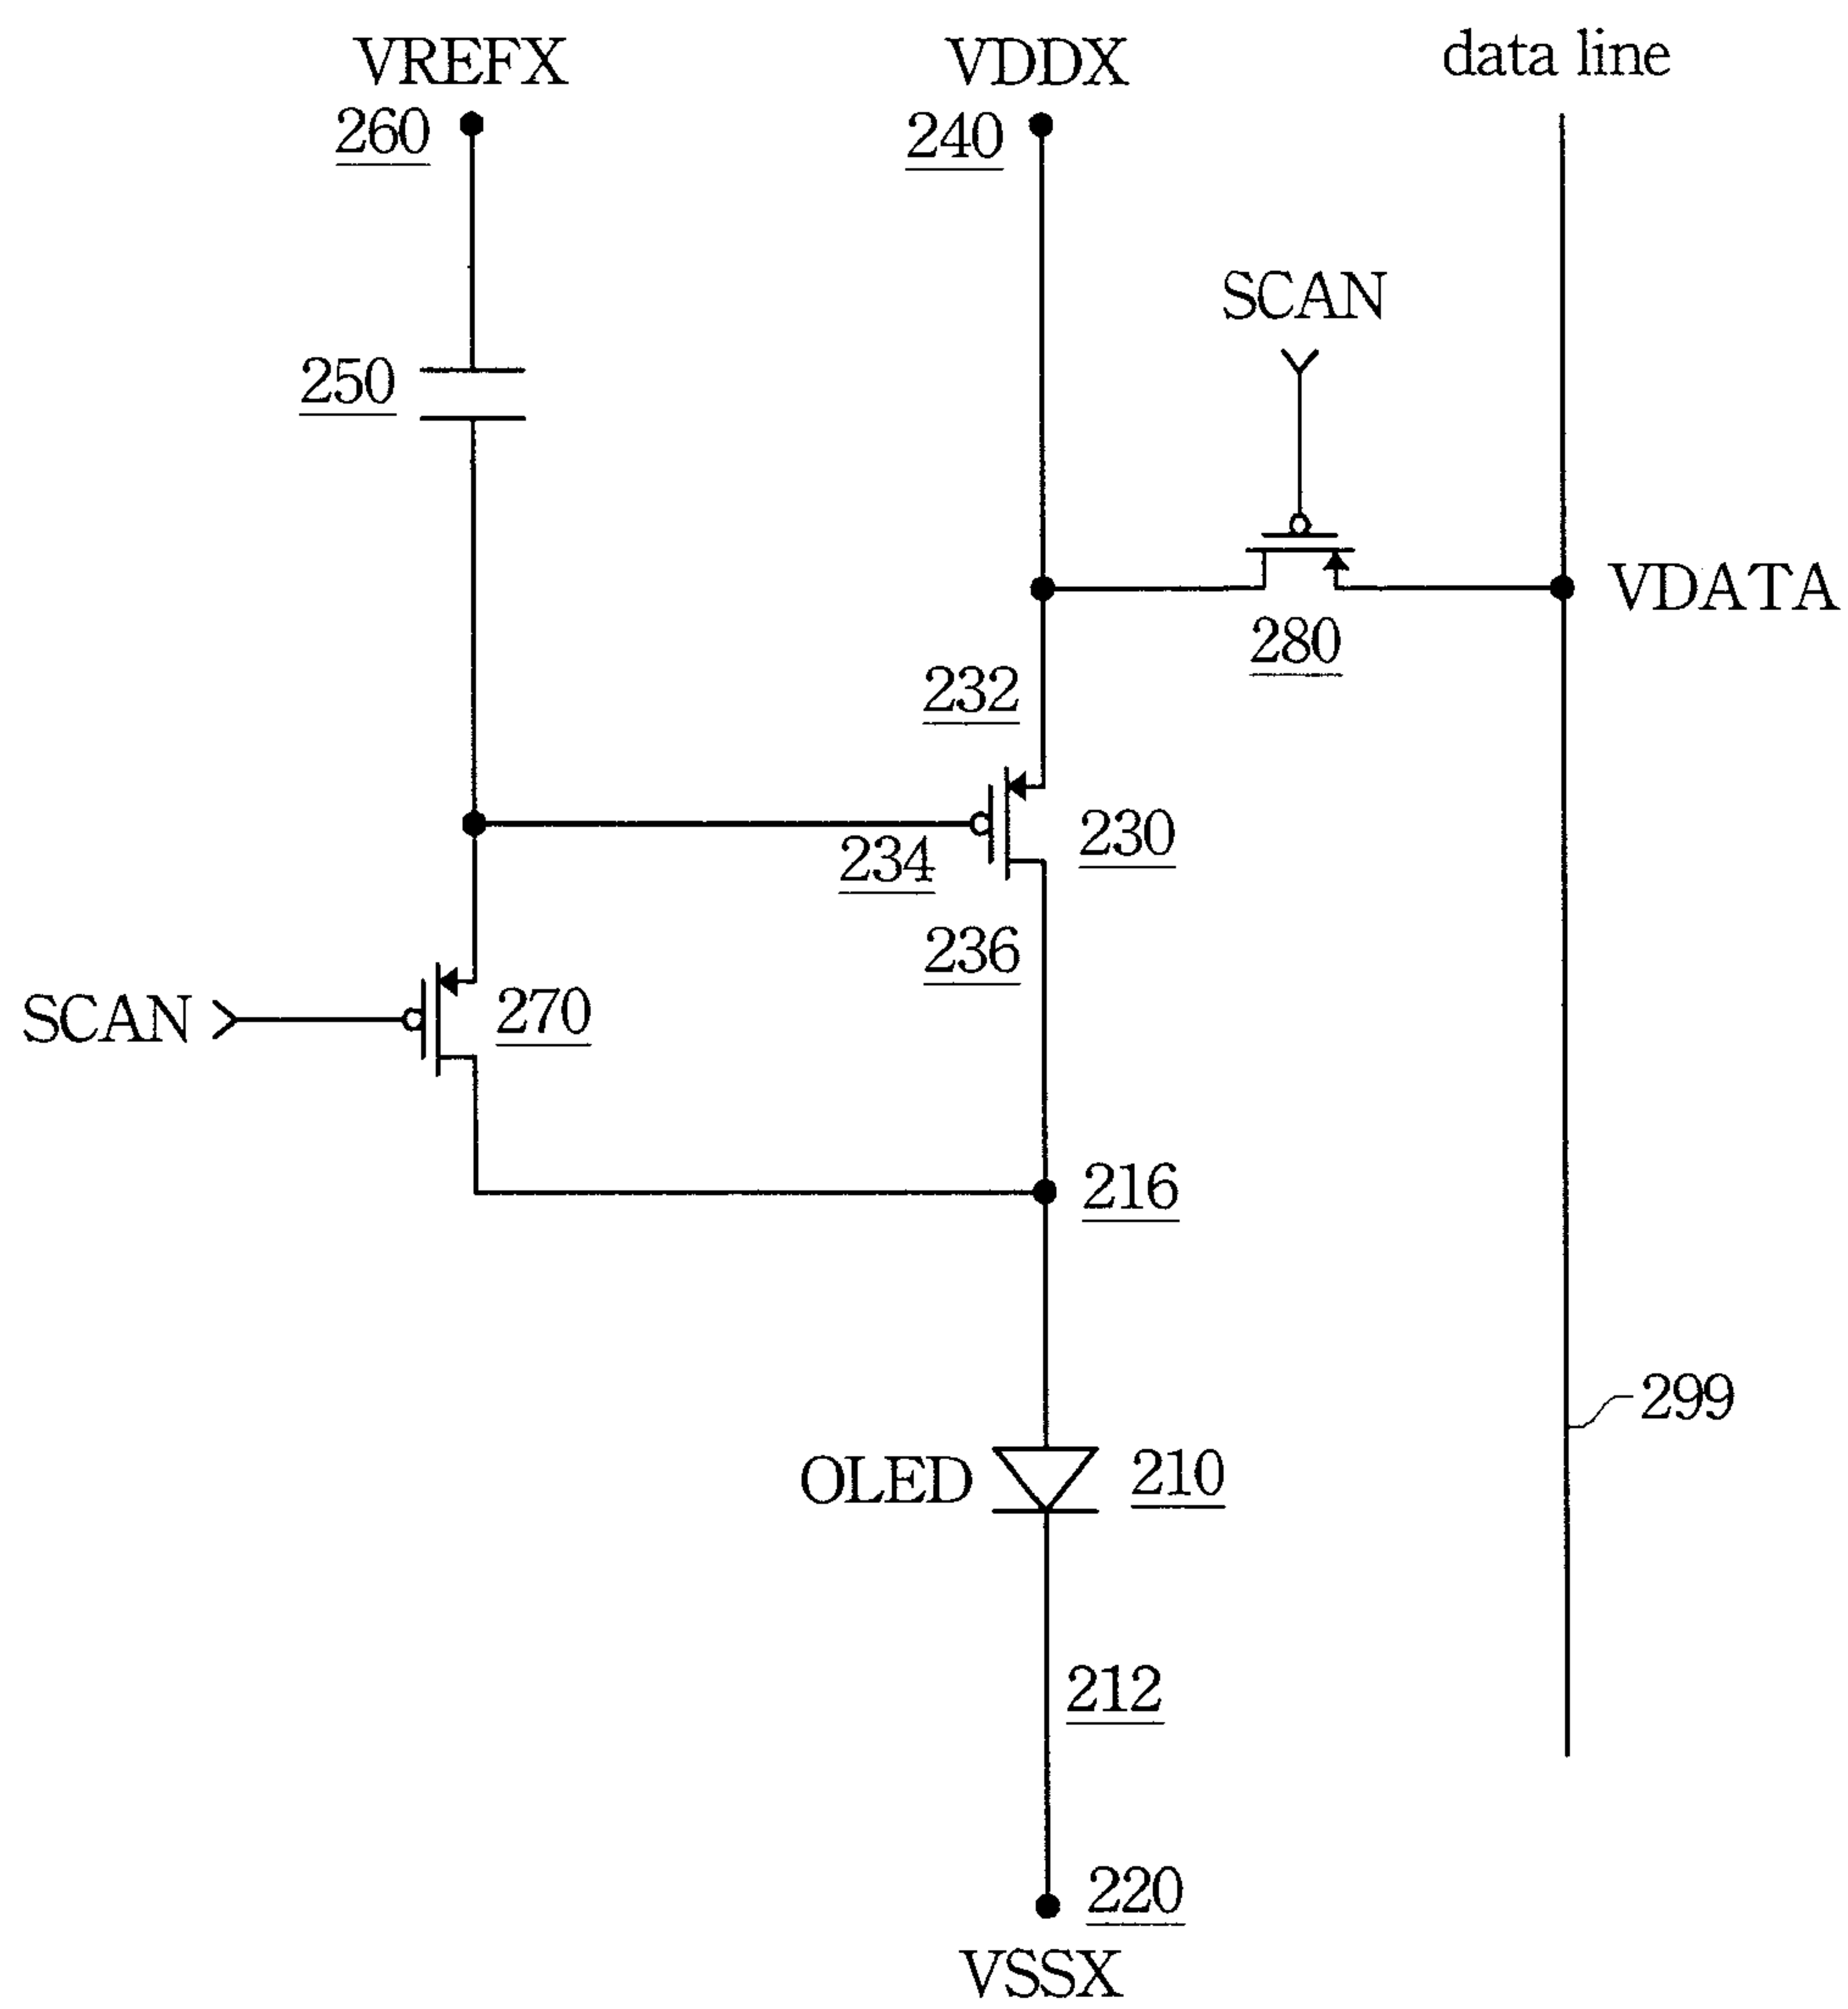 VREFX
VDDX
data line
260
240
SCAN
250
VDATA
280
232
230
234
236
SCAN
270
216
299
OLED
210
212
220
VSSX